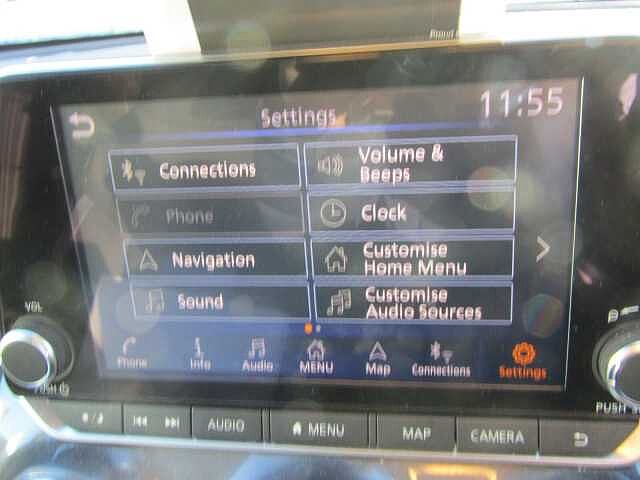 Settings
11:55
Connections
Volume &
Beeps
Phone
Clock
Navigation
Customise
Home Menu
Sound
Customise
Audio Sources
Phone
Info
Audio
MENU
Map
Connections
Settings
VOL
PUSH
AUDIO
MENU
MAP
CAMERA
PUSH